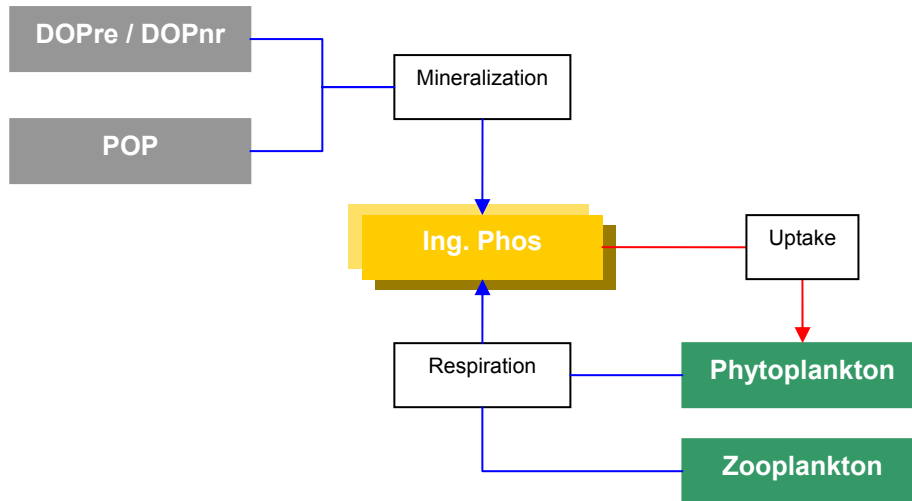 DOPre / DOPnr
Mineralization
POP
Ing. Phos
Uptake
Respiration
Phytoplankton
Zooplankton